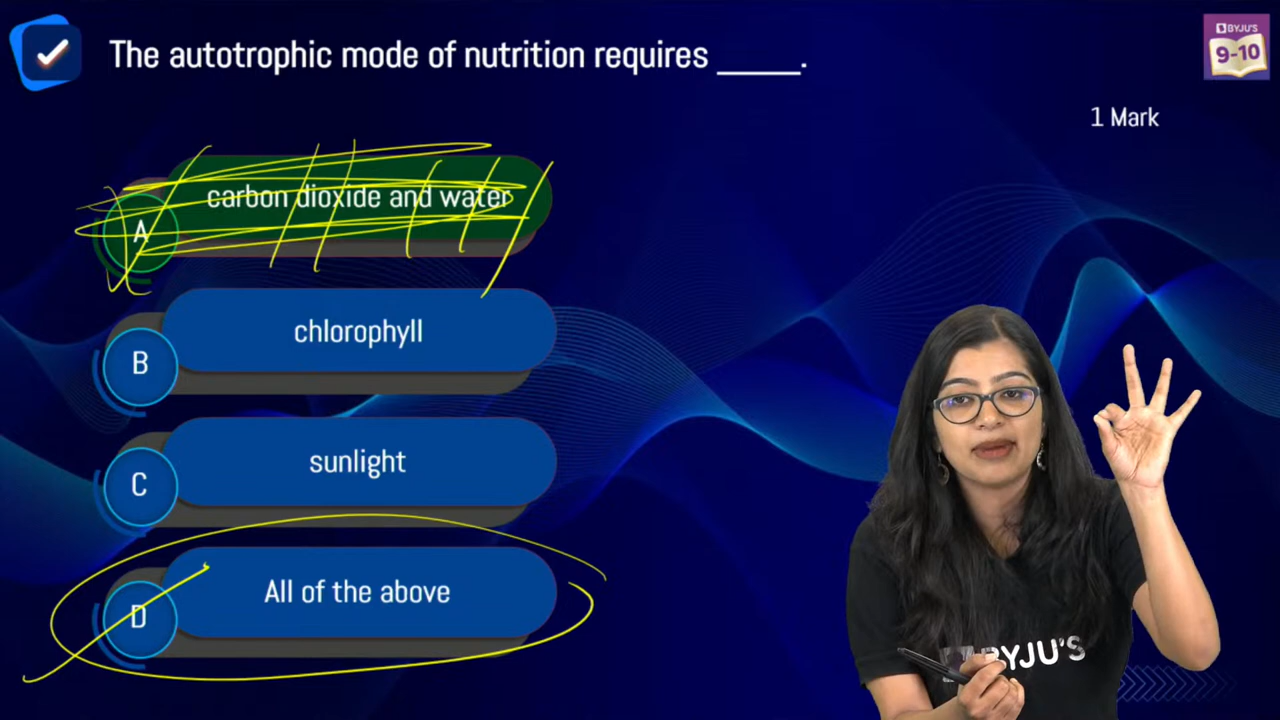 The autotrophic mode of nutrition requires _____.
BYJU'S
9-10
1 Mark
A
carbon dioxide and water
B
chlorophyll
C
sunlight
D
All of the above
BYJU'S